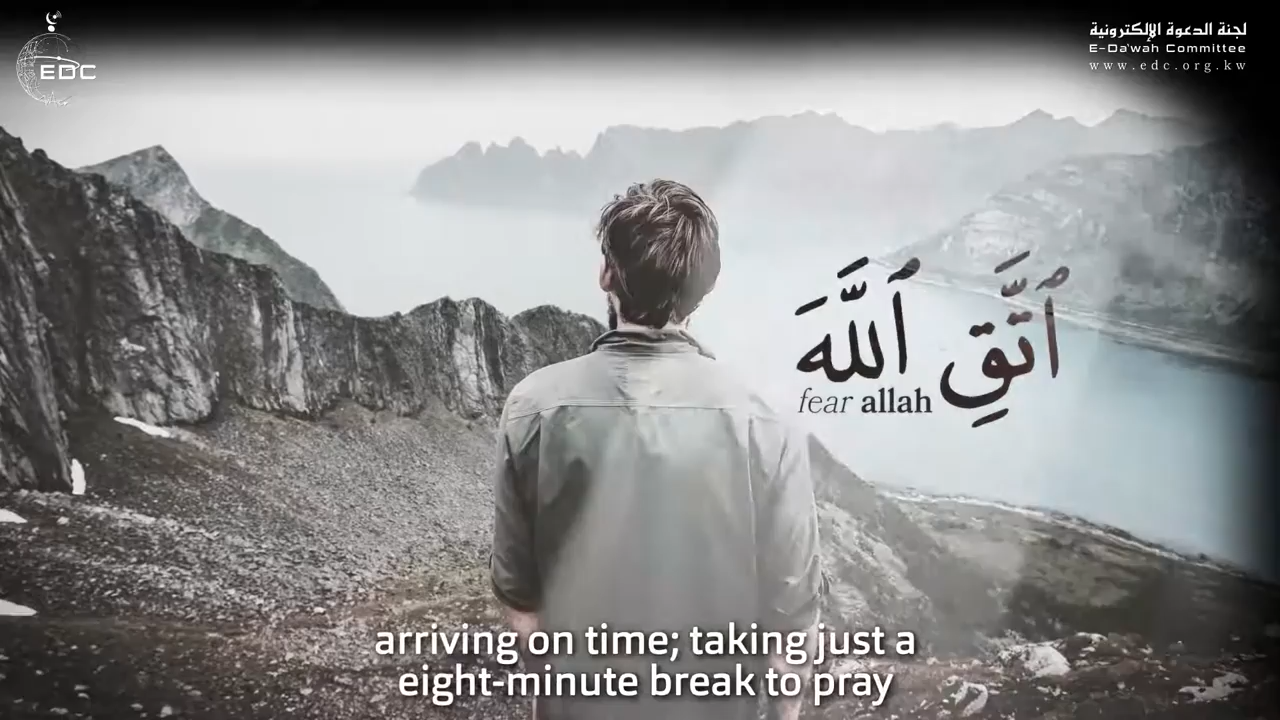 EDC
لجنة الدعوة الإلكترونية
E-Da'wah Committee
www.edc.org.kw
ٱتَّقِ ٱللَّهَ
fear allah
arriving on time; taking just a
eight-minute break to pray